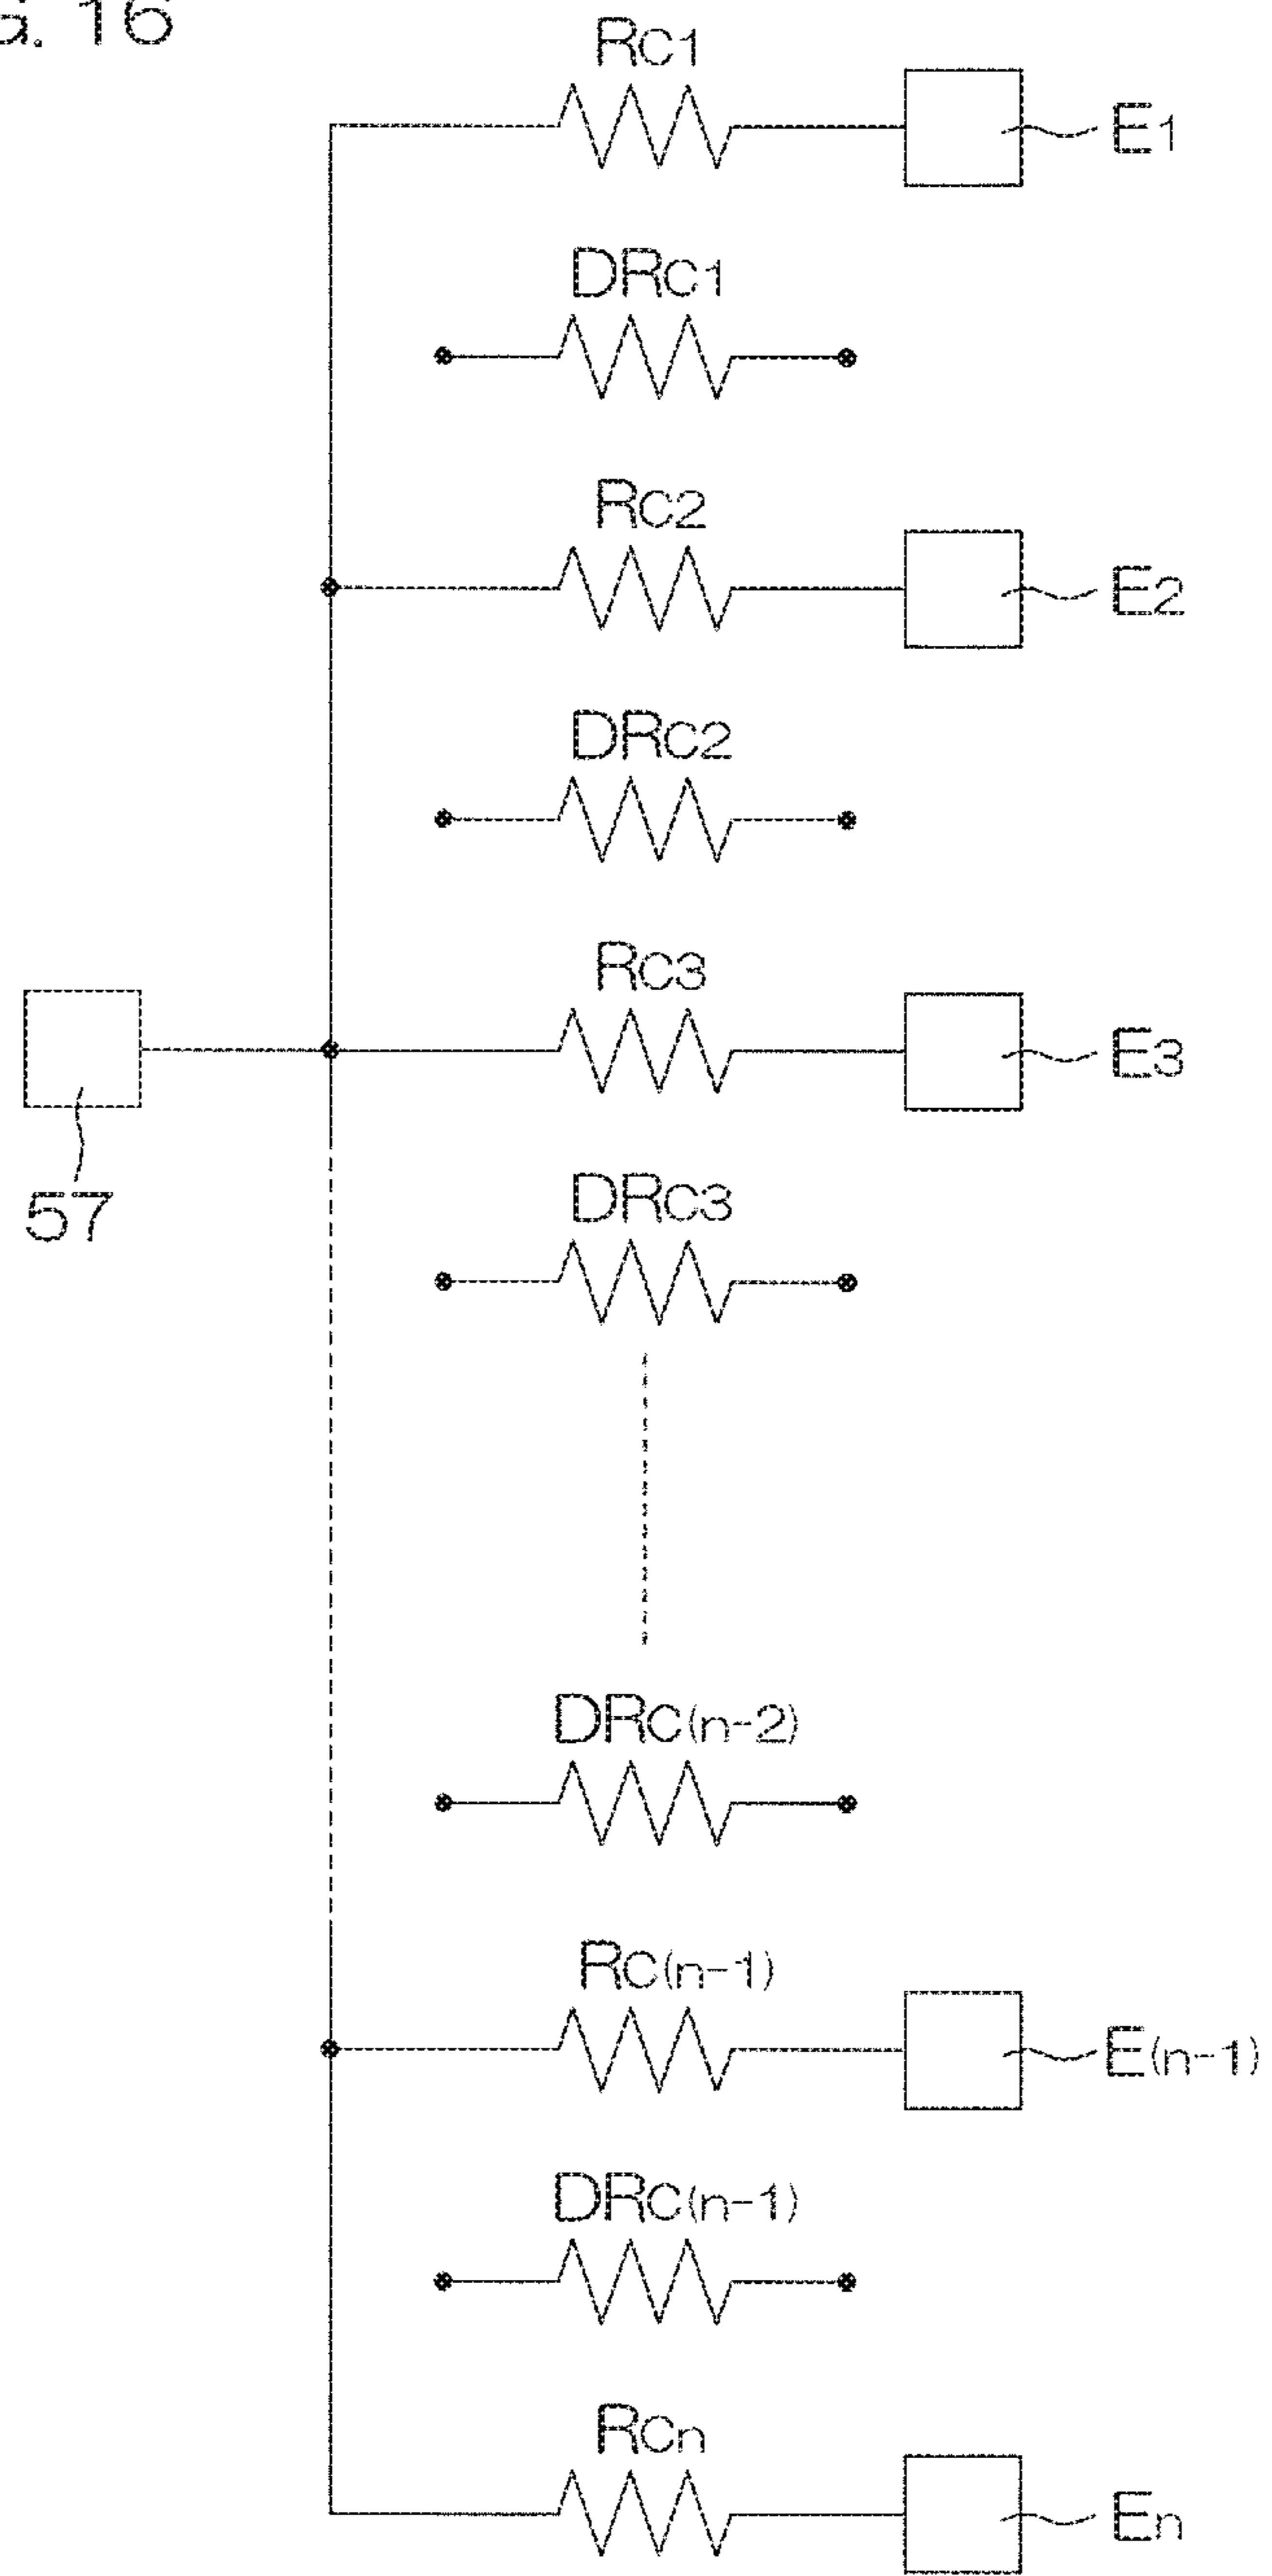 G. 16
RC1
E1
DRC1
RC2
E2
DRC2
RC3
E3
57
DRC3
DRC(n-2)
RC(n-1)
E(n-1)
DRC(n-1)
RCn
En